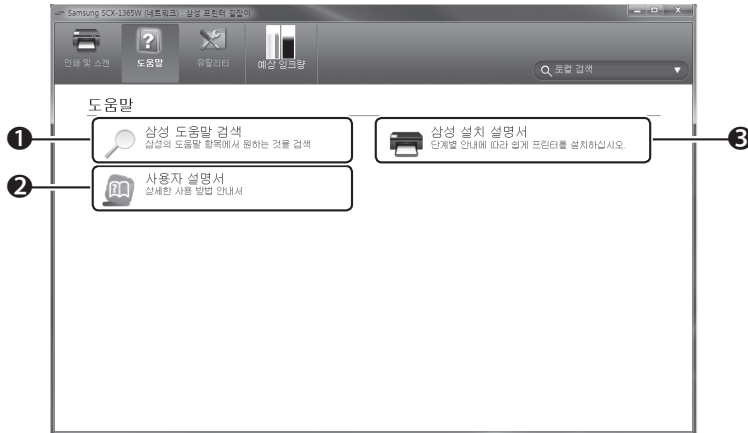 Samsung SCX-1365W (네트워크) : 삼성 프린터 길잡이
인쇄 및 스캔
도움말
유틸리티
예상 잉크량
로컬 검색
도움말
❶
삼성 도움말 검색
삼성의 도움말 항목에서 원하는 것을 검색
삼성 설치 설명서
단계별 안내에 따라 쉽게 프린터를 설치하십시오.
❸
❷
사용자 설명서
상세한 사용 방법 안내서